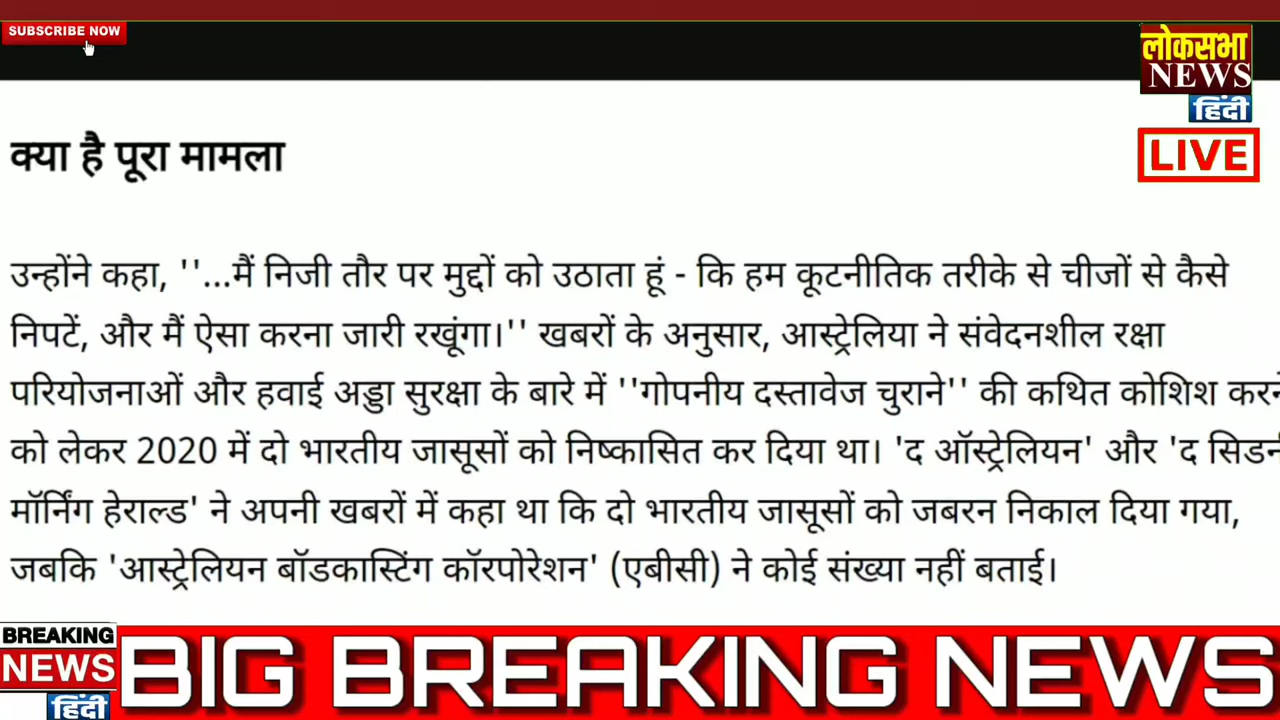 SUBSCRIBE NOW
लोकसभा
NEWS
हिंदी
LIVE
क्या है पूरा मामला
उन्होंने कहा, ''...मैं निजी तौर पर मुद्दों को उठाता हूं - कि हम कूटनीतिक तरीके से चीजों से कैसे
निपटें, और मैं ऐसा करना जारी रखूंगा।'' खबरों के अनुसार, आस्ट्रेलिया ने संवेदनशील रक्षा
परियोजनाओं और हवाई अड्डा सुरक्षा के बारे में ''गोपनीय दस्तावेज चुराने'' की कथित कोशिश करने
को लेकर 2020 में दो भारतीय जासूसों को निष्कासित कर दिया था। 'द ऑस्ट्रेलियन' और 'द सिडनी
मॉर्निंग हेराल्ड' ने अपनी खबरों में कहा था कि दो भारतीय जासूसों को जबरन निकाल दिया गया,
जबकि 'आस्ट्रेलियन बॉडकास्टिंग कॉरपोरेशन' (एबीसी) ने कोई संख्या नहीं बताई।
BREAKING
NEWS
हिंदी
BIG BREAKING NEWS